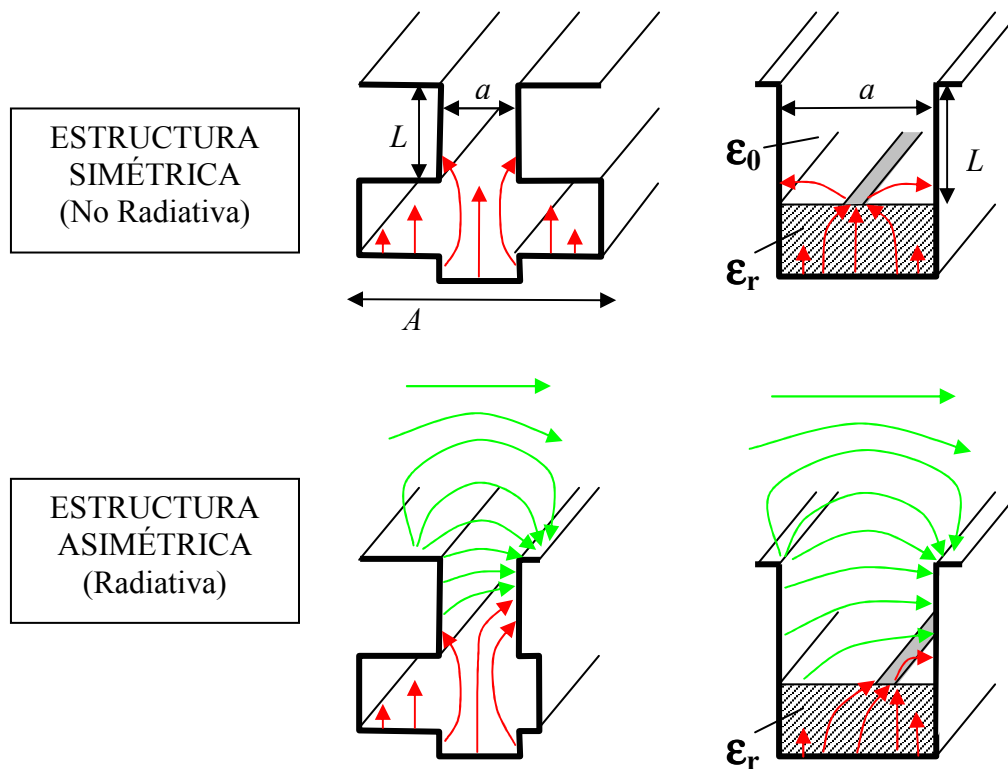 ESTRUCTURA
SIMÉTRICA
(No Radiativa)
a
L
A
a
ε₀
L
εᵣ
ESTRUCTURA
ASIMÉTRICA
(Radiativa)
εᵣ